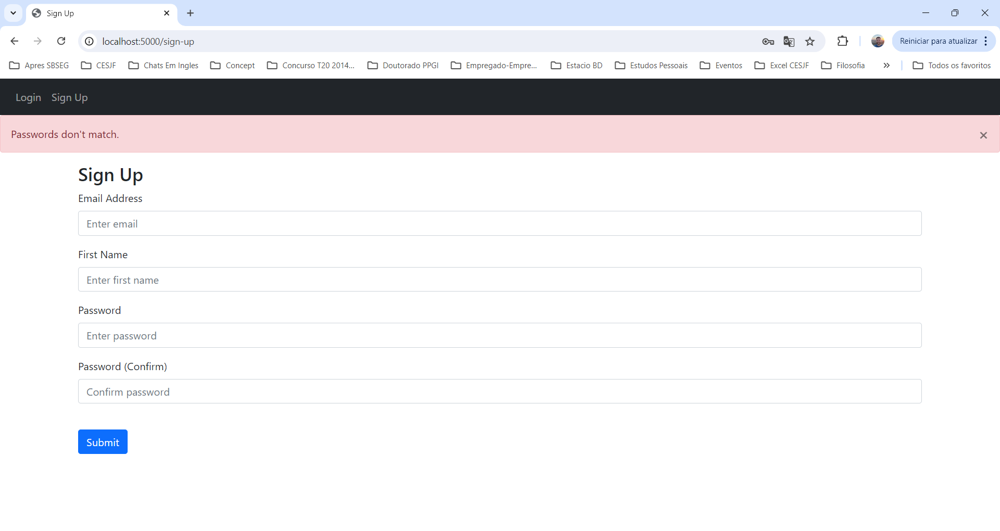 Sign Up
localhost:5000/sign-up
Reiniciar para atualizar
Apres SBSEG CESJF Chats Em Ingles Concept Concurso T20 2014... Doutorado PPGI Empregado-Empre... Estacio BD Estudos Pessoais Eventos Excel CESJF Filosofia Todos os favoritos
Login Sign Up
Passwords don't match.
Sign Up
Email Address
Enter email
First Name
Enter first name
Password
Enter password
Password (Confirm)
Confirm password
Submit